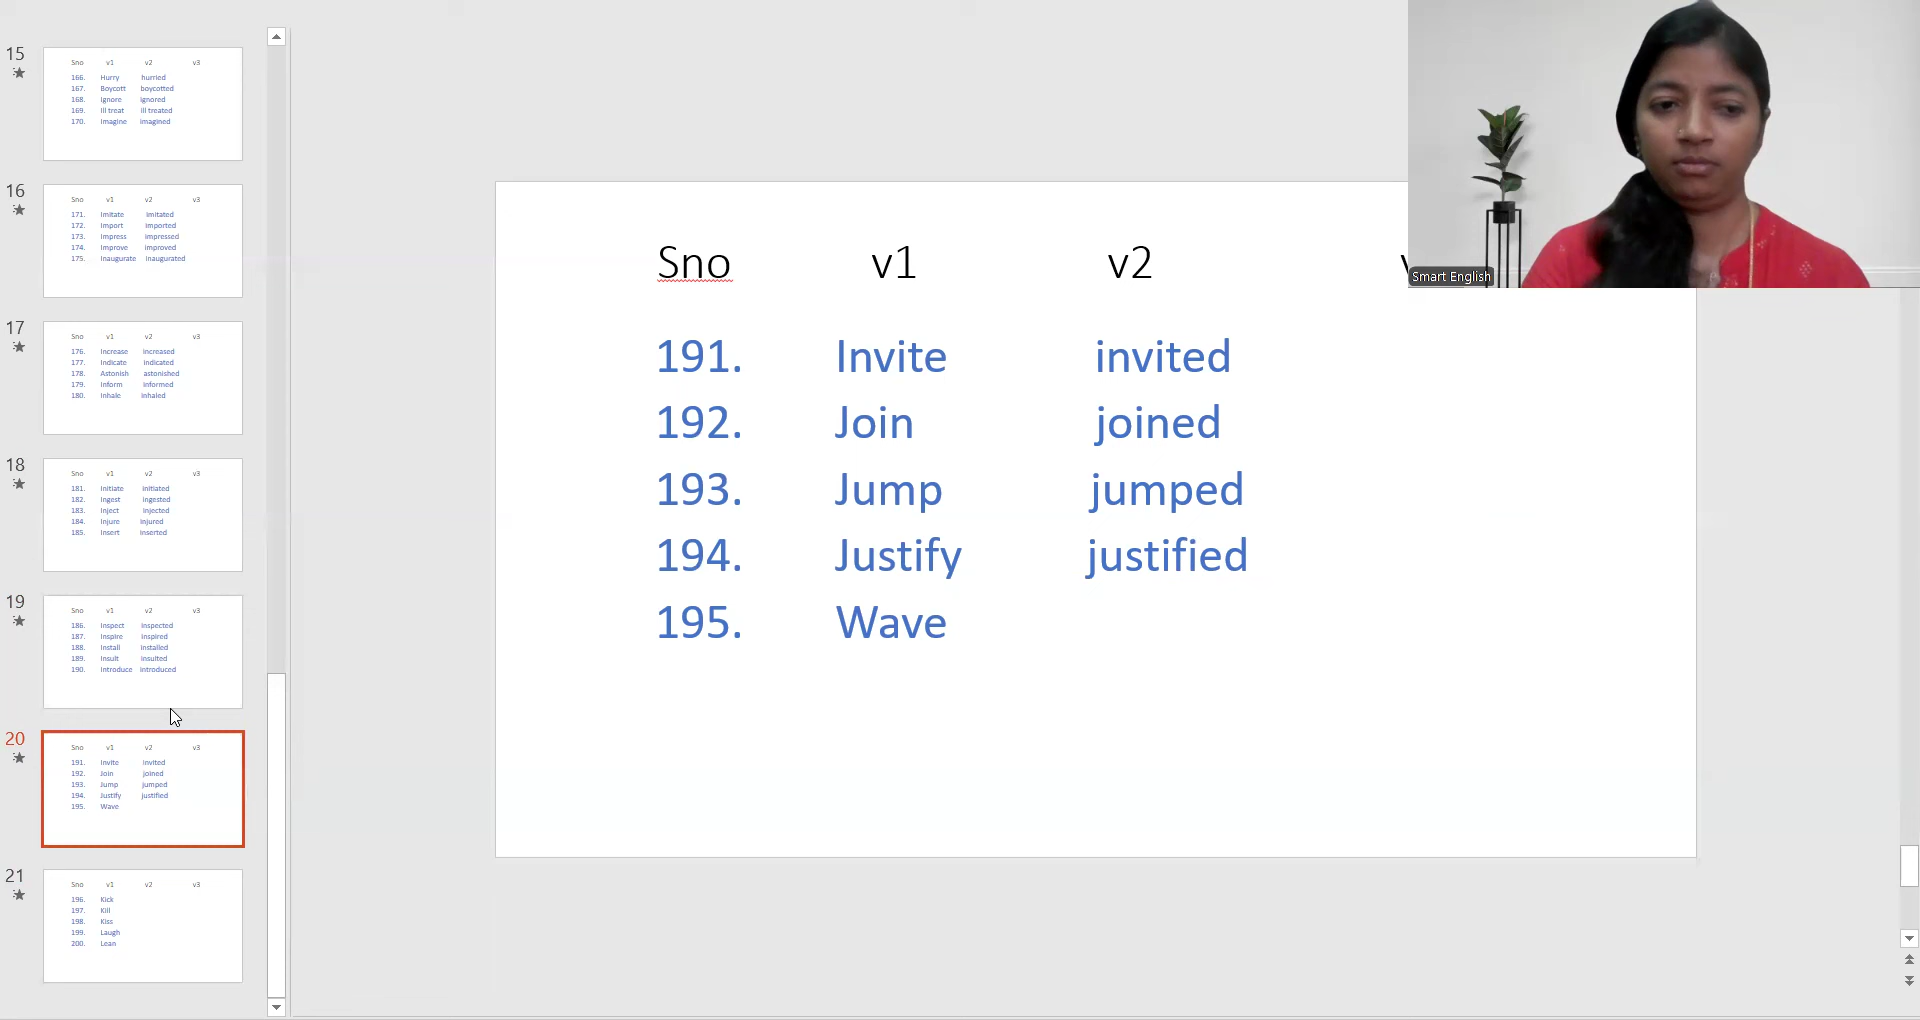 15
Sno v1 v2 v3
166. Hurry hurried
167. Boycott boycotted
168. Ignore ignored
169. Ill treat ill treated
170. Imagine imagined
16
Sno v1 v2 v3
171. Imitate imitated
172. Import imported
173. Impress impressed
174. Improve improved
175. Inaugurate inaugurated
17
Sno v1 v2 v3
176. Increase increased
177. Indicate indicated
178. Astonish astonished
179. Inform informed
180. Inhale inhaled
18
Sno v1 v2 v3
181. Initiate initiated
182. Ingest ingested
183. Inject injected
184. Injure injured
185. Insert inserted
19
Sno v1 v2 v3
186. Inspect inspected
187. Inspire inspired
188. Install installed
189. Insult insulted
190. Introduce introduced
20
Sno v1 v2 v3
191. Invite invited
192. Join joined
193. Jump jumped
194. Justify justified
195. Wave
21
Sno v1 v2 v3
196. Kick
197. Kill
198. Kiss
199. Laugh
200. Lean
Sno v1 v2
191. Invite invited
192. Join joined
193. Jump jumped
194. Justify justified
195. Wave
Smart English